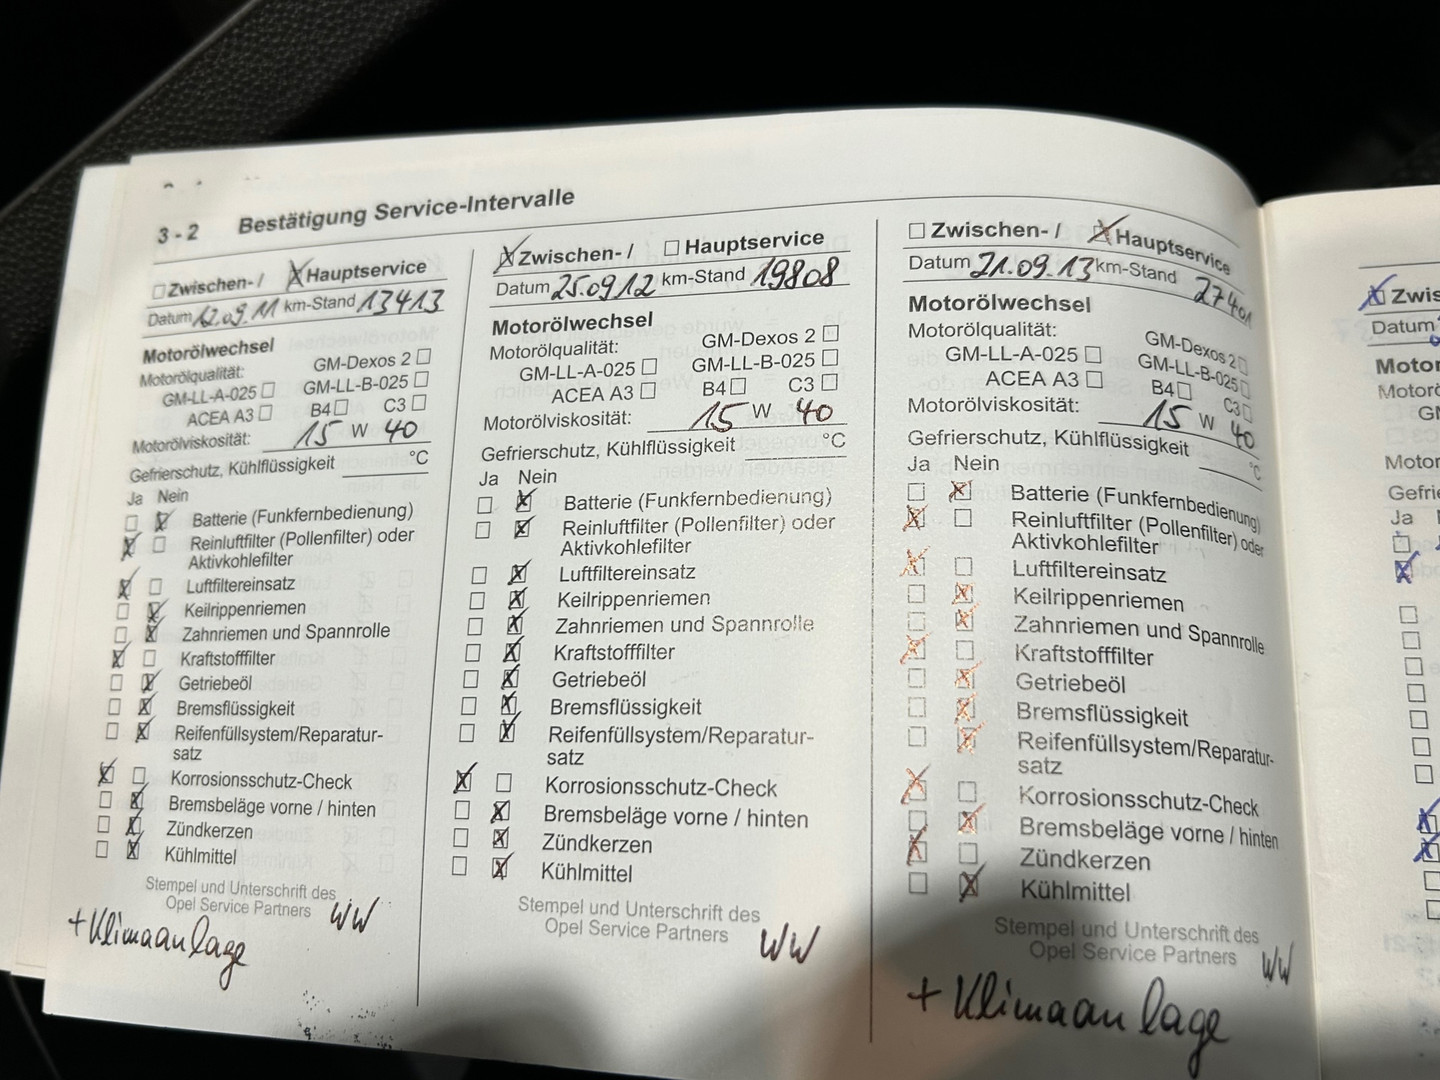 3 - 2 Bestätigung Service-Intervalle
Zwischen- / Hauptservice
Datum 12.09.11 km-Stand 13413
Motorölwechsel
Motorölqualität: GM-Dexos 2
GM-LL-A-025 GM-LL-B-025
ACEA A3 B4 C3
Motorölviskosität: 15 W 40
Gefrierschutz, Kühlflüssigkeit °C
Ja Nein
Batterie (Funkfernbedienung)
Reinluftfilter (Pollenfilter) oder
Aktivkohlefilter
Luftfiltereinsatz
Keilrippenriemen
Zahnriemen und Spannrolle
Kraftstofffilter
Getriebeöl
Bremsflüssigkeit
Reifenfüllsystem/Reparatur-
satz
Korrosionsschutz-Check
Bremsbeläge vorne / hinten
Zündkerzen
Kühlmittel
Stempel und Unterschrift des
Opel Service Partners WW
+ Klimaanlage
Zwischen- / Hauptservice
Datum 25.09.12 km-Stand 19808
Motorölwechsel
Motorölqualität: GM-Dexos 2
GM-LL-A-025 GM-LL-B-025
ACEA A3 B4 C3
Motorölviskosität: 15 W 40
Gefrierschutz, Kühlflüssigkeit °C
Ja Nein
Batterie (Funkfernbedienung)
Reinluftfilter (Pollenfilter) oder
Aktivkohlefilter
Luftfiltereinsatz
Keilrippenriemen
Zahnriemen und Spannrolle
Kraftstofffilter
Getriebeöl
Bremsflüssigkeit
Reifenfüllsystem/Reparatur-
satz
Korrosionsschutz-Check
Bremsbeläge vorne / hinten
Zündkerzen
Kühlmittel
Stempel und Unterschrift des
Opel Service Partners WW
Zwischen- / Hauptservice
Datum 21.09.13 km-Stand 27401
Motorölwechsel
Motorölqualität: GM-Dexos 2
GM-LL-A-025 GM-LL-B-025
ACEA A3 B4 C3
Motorölviskosität: 15 W 40
Gefrierschutz, Kühlflüssigkeit °C
Ja Nein
Batterie (Funkfernbedienung)
Reinluftfilter (Pollenfilter) oder
Aktivkohlefilter
Luftfiltereinsatz
Keilrippenriemen
Zahnriemen und Spannrolle
Kraftstofffilter
Getriebeöl
Bremsflüssigkeit
Reifenfüllsystem/Reparatur-
satz
Korrosionsschutz-Check
Bremsbeläge vorne / hinten
Zündkerzen
Kühlmittel
Stempel und Unterschrift des
Opel Service Partners WW
+ Klimaanlage
Zwis
Datum
Motor
Motorö
GM
Motor
Gefrie
Ja N